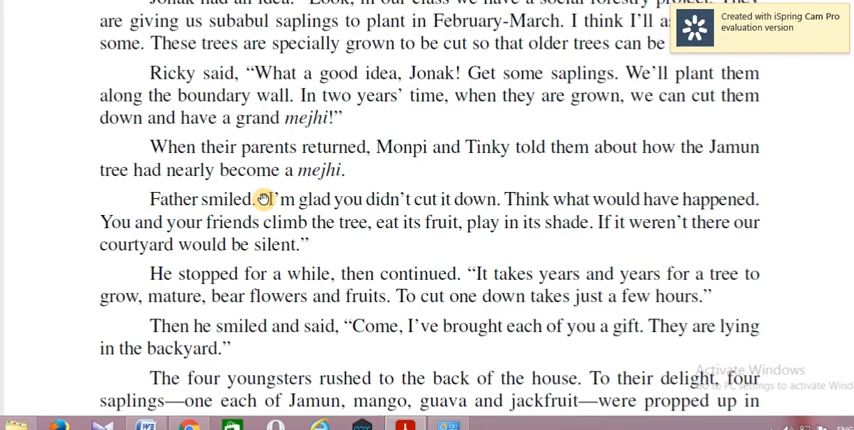 Created with iSpring Cam Pro
evaluation version
are giving us subabul saplings to plant in February-March. I think I'll
some. These trees are specially grown to be cut so that older trees can be
Ricky said, “What a good idea, Jonak! Get some saplings. We'll plant them
along the boundary wall. In two years' time, when they are grown, we can cut them
down and have a grand mejhi!”
When their parents returned, Monpi and Tinky told them about how the Jamun
tree had nearly become a mejhi.
Father smiled. I'm glad you didn't cut it down. Think what would have happened.
You and your friends climb the tree, eat its fruit, play in its shade. If it weren't there our
courtyard would be silent.”
He stopped for a while, then continued. “It takes years and years for a tree to
grow, mature, bear flowers and fruits. To cut one down takes just a few hours.”
Then he smiled and said, “Come, I've brought each of you a gift. They are lying
in the backyard.”
Activate Windows
The four youngsters rushed to the back of the house. To their delight, four
to PC settings to activate Wind
saplings—one each of Jamun, mango, guava and jackfruit—were propped up in